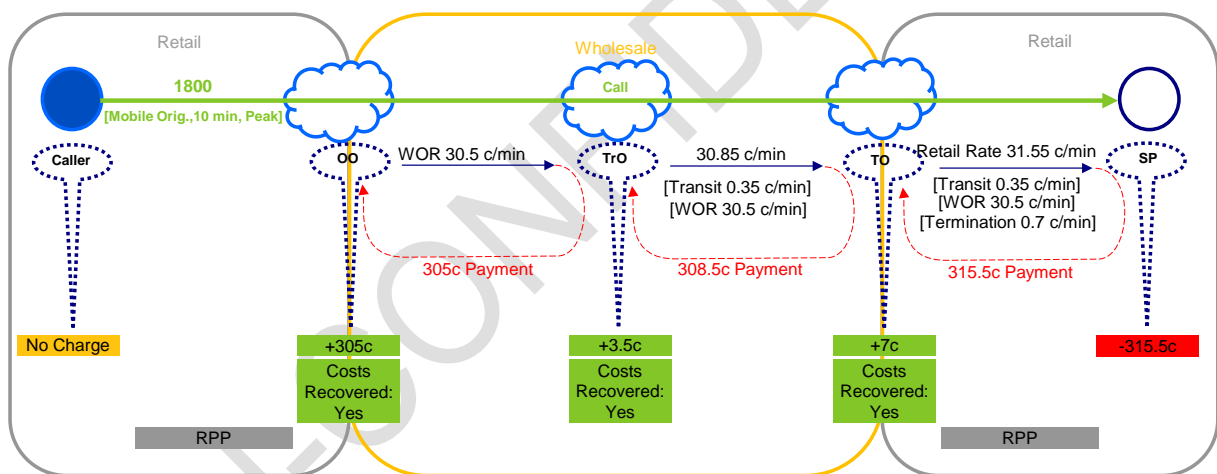 Retail
Wholesale
Retail
1800
Call
[Mobile Orig.,10 min, Peak]
Caller
OO
WOR 30.5 c/min
TrO
30.85 c/min
TO
Retail Rate 31.55 c/min
SP
[Transit 0.35 c/min]
[WOR 30.5 c/min]
[Transit 0.35 c/min]
[WOR 30.5 c/min]
[Termination 0.7 c/min]
305c Payment
308.5c Payment
315.5c Payment
No Charge
+305c
+3.5c
+7c
-315.5c
Costs
Recovered:
Yes
Costs
Recovered:
Yes
Costs
Recovered:
Yes
RPP
RPP